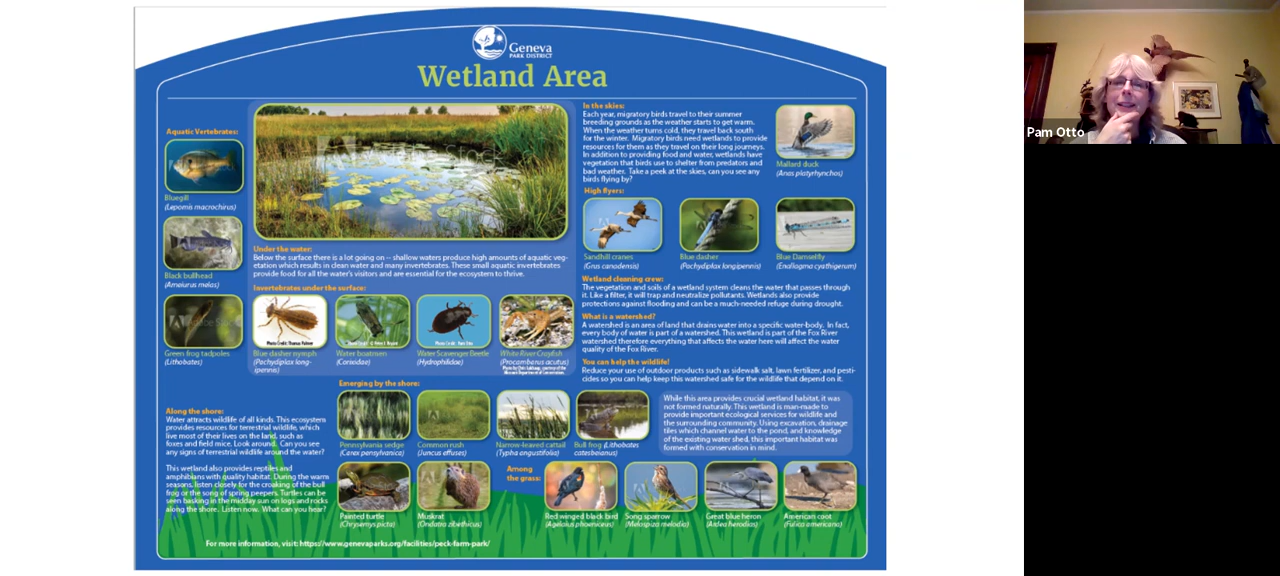 Geneva
PARK DISTRICT
Wetland Area
Aquatic Vertebrates:
Bluegill
(Lepomis macrochirus)
Black bullhead
(Ameiurus melas)
Green frog tadpoles
(Lithobates)
Under the water:
Below the surface there is a lot going on -- shallow waters produce high amounts of aquatic veg-
etation which results in clean water and many invertebrates. These small aquatic invertebrates
provide food for all the water's visitors and are essential for the ecosystem to thrive.
Invertebrates under the surface:
Blue dasher nymph
(Pachydiplax long-
ipennis)
Water boatmen
(Corixidae)
Water Scavenger Beetle
(Hydrophilidae)
White River Crayfish
(Procambarus acutus)
In the skies:
Each year, migratory birds travel to their summer
breeding grounds as the weather starts to get warm.
When the weather turns cold, they travel back south
for the winter. Migratory birds need wetlands to provide
resources for them as they travel on their long journeys.
In addition to providing food and water, wetlands have
vegetation that birds use to shelter from predators and
bad weather. Take a peek at the skies, can you see any
birds flying by?
Mallard duck
(Anas platyrhynchos)
High flyers:
Sandhill cranes
(Grus canadensis)
Blue dasher
(Pachydiplax longipennis)
Blue Damselfly
(Enallagma cyathigerum)
Wetland cleaning crew:
The vegetation and soils of a wetland system cleans the water that passes through
it. Like a filter, it will trap and neutralize pollutants. Wetlands also provide
protections against flooding and can be a much-needed refuge during drought.
What is a watershed?
A watershed is an area of land that drains water into a specific water-body. In fact,
every body of water is part of a watershed. This wetland is part of the Fox River
watershed therefore everything that affects the water here will affect the water
quality of the Fox River.
You can help the wildlife!
Reduce your use of outdoor products such as sidewalk salt, lawn fertilizer, and pesti-
cides so you can help keep this watershed safe for the wildlife that depend on it.
While this area provides crucial wetland habitat, it was
not formed naturally. This wetland is man-made to
provide important ecological services for wildlife and
the surrounding community. Using excavation, drainage
tiles which channel water to the pond, and knowledge
of the existing water shed, this important habitat was
formed with conservation in mind.
Emerging by the shore:
Pennsylvania sedge
(Carex pensylvanica)
Common rush
(Juncus effuses)
Narrow-leaved cattail
(Typha angustifolia)
Bull frog (Lithobates
catesbeianus)
Along the shore:
Water attracts wildlife of all kinds. This ecosystem
provides resources for terrestrial wildlife, which
live most of their lives on the land, such as
foxes and field mice. Look around. Can you see
any signs of terrestrial wildlife around the water?
This wetland also provides reptiles and
amphibians with quality habitat. During the warm
seasons, listen closely for the croaking of the bull
frog or the song of spring peepers. Turtles can be
seen basking in the midday sun on logs and rocks
along the shore. Listen now. What can you hear?
Painted turtle
(Chrysemys picta)
Muskrat
(Ondatra zibethicus)
Among
the grass:
Red winged black bird
(Agelaius phoeniceus)
Song sparrow
(Melospiza melodia)
Great blue heron
(Ardea herodias)
American coot
(Fulica americana)
For more information, visit: https://www.genevaparks.org/facilities/peck-farm-park/
Pam Otto